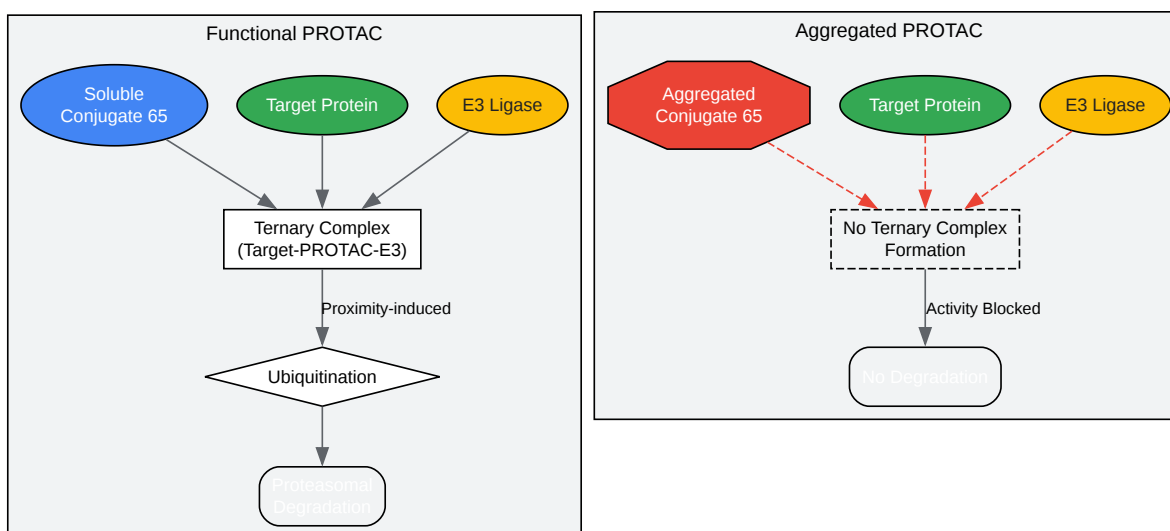 Functional PROTAC
Soluble
Conjugate 65
Target Protein
E3 Ligase
Ternary Complex
(Target-PROTAC-E3)
Proximity-induced
Ubiquitination
Proteasomal
Degradation
Aggregated PROTAC
Aggregated
Conjugate 65
Target Protein
E3 Ligase
No Ternary Complex
Formation
Activity Blocked
No Degradation